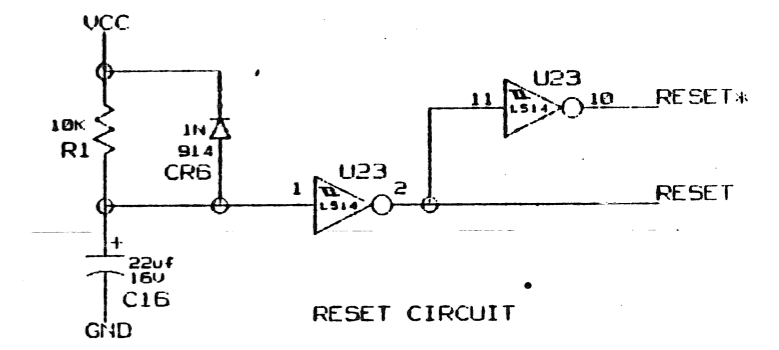 VCC
U23
11
LS14
10
RESET*
10K
R1
1N
914
CR6
U23
1
LS14
2
RESET
+
22uf
16V
C16
GND
RESET CIRCUIT